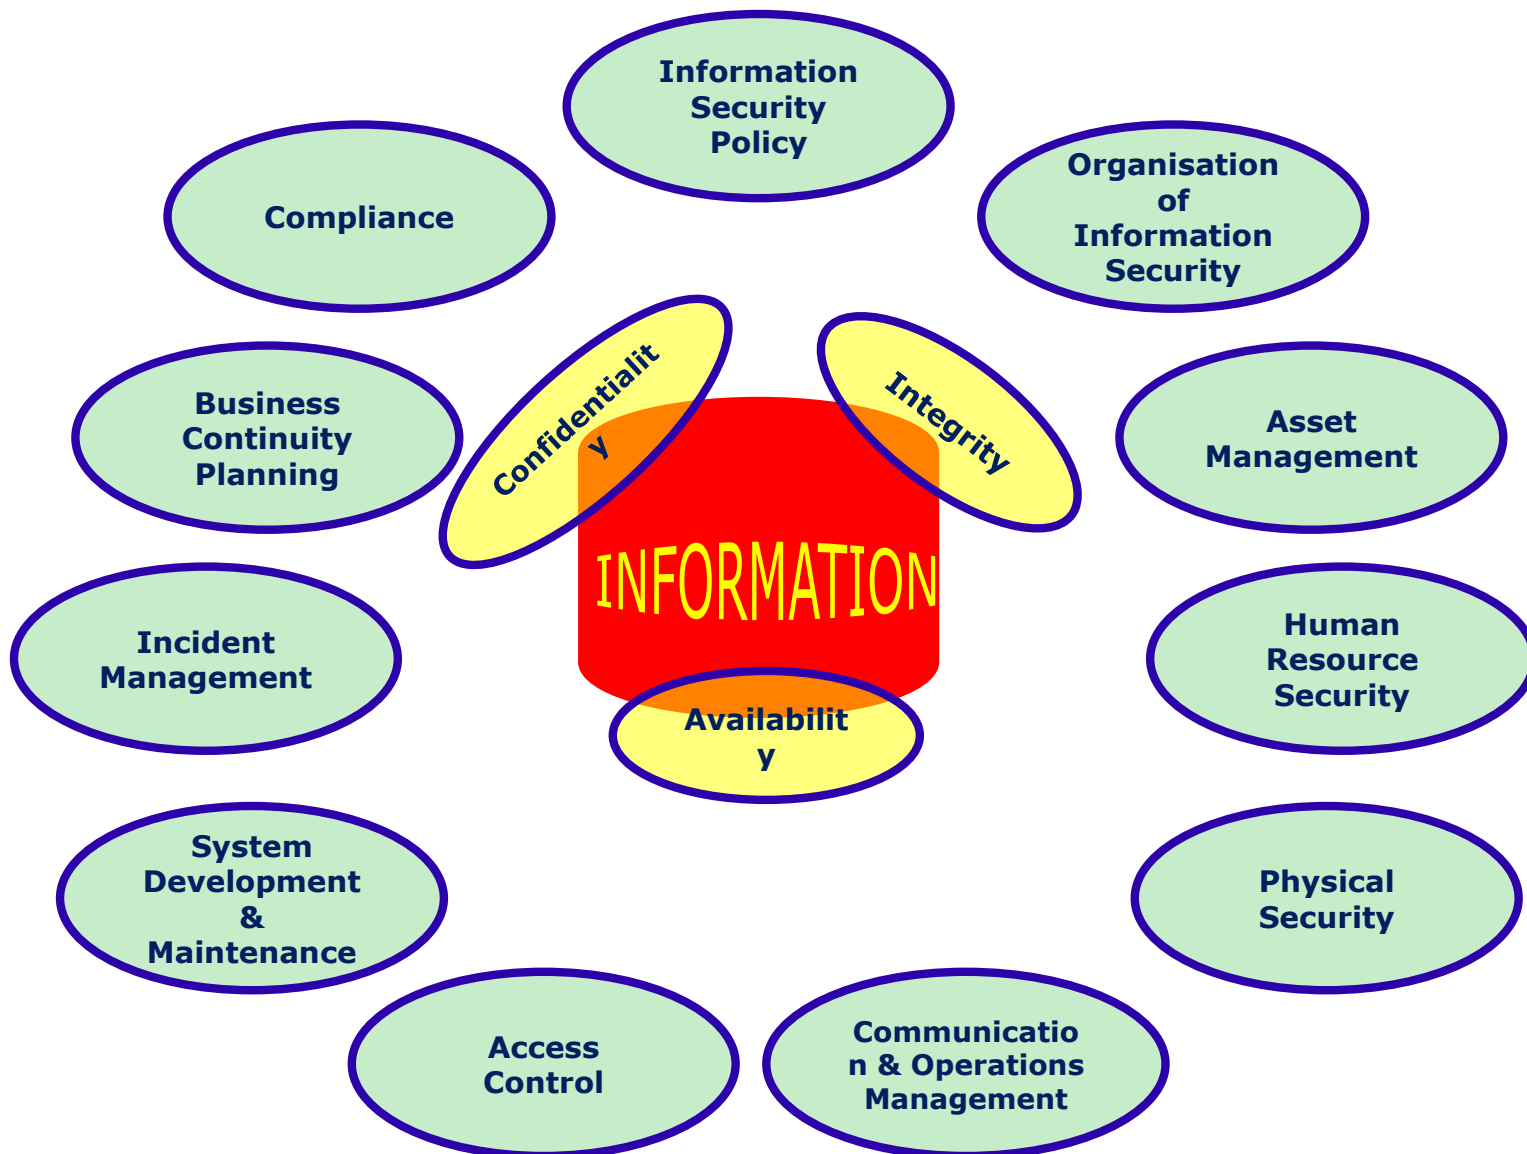 Information
Security
Policy
Organisation
of
Information
Security
Compliance
Confidentialit
y
Integrity
Business
Continuity
Planning
Asset
Management
INFORMATION
Incident
Management
Human
Resource
Security
Availabilit
y
System
Development
&
Maintenance
Physical
Security
Access
Control
Communicatio
n & Operations
Management